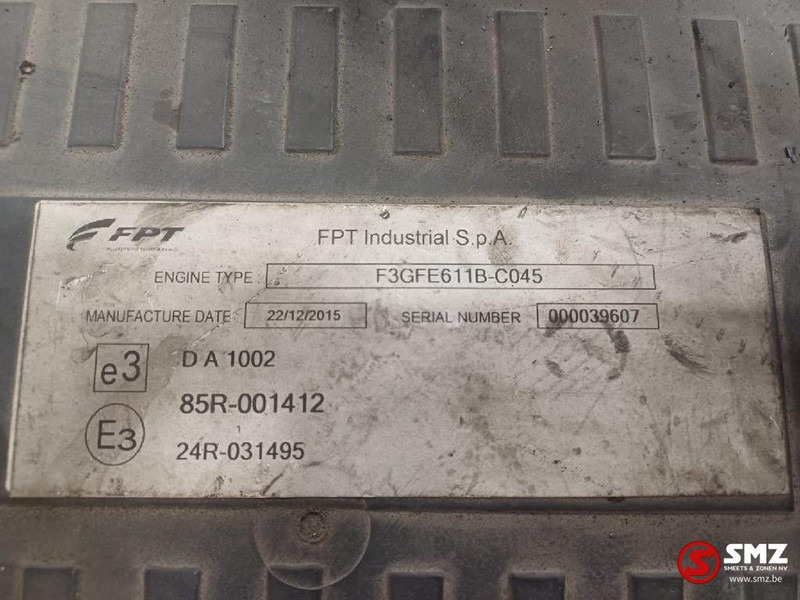 FPT
FPT Industrial S.p.A.
ENGINE TYPE: F3GFE611B-C045
MANUFACTURE DATE: 22/12/2015 SERIAL NUMBER 000039607
e3 DA1002
85R-001412
E3
24R-031495
SMZ
SMEETS & ZONEN NV
www.smz.be